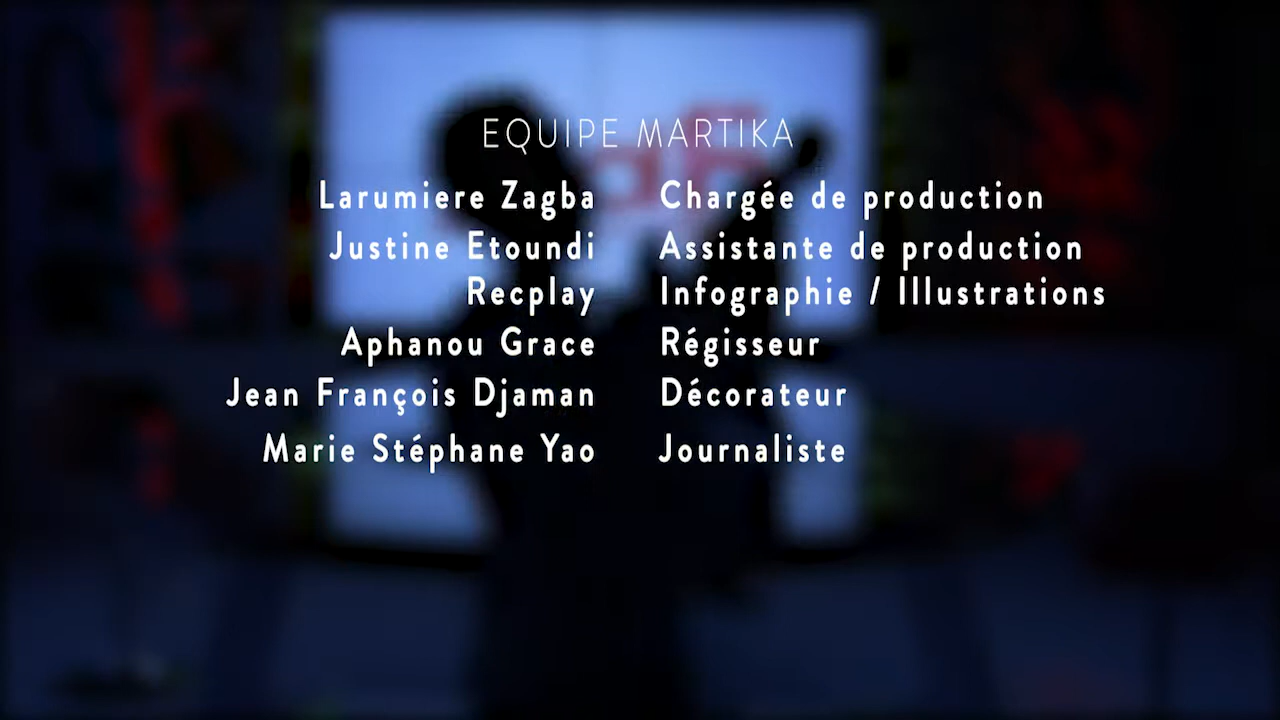 EQUIPE MARTIKA
Larumiere Zagba Chargée de production
Justine Etoundi Assistante de production
Recplay Infographie / Illustrations
Aphanou Grace Régisseur
Jean François Djaman Décorateur
Marie Stéphane Yao Journaliste